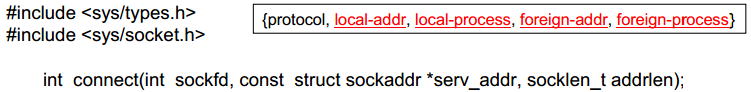 #include <sys/types.h>
#include <sys/socket.h>
{protocol, local-addr, local-process, foreign-addr, foreign-process}
int connect(int sockfd, const struct sockaddr *serv_addr, socklen_t addrlen);